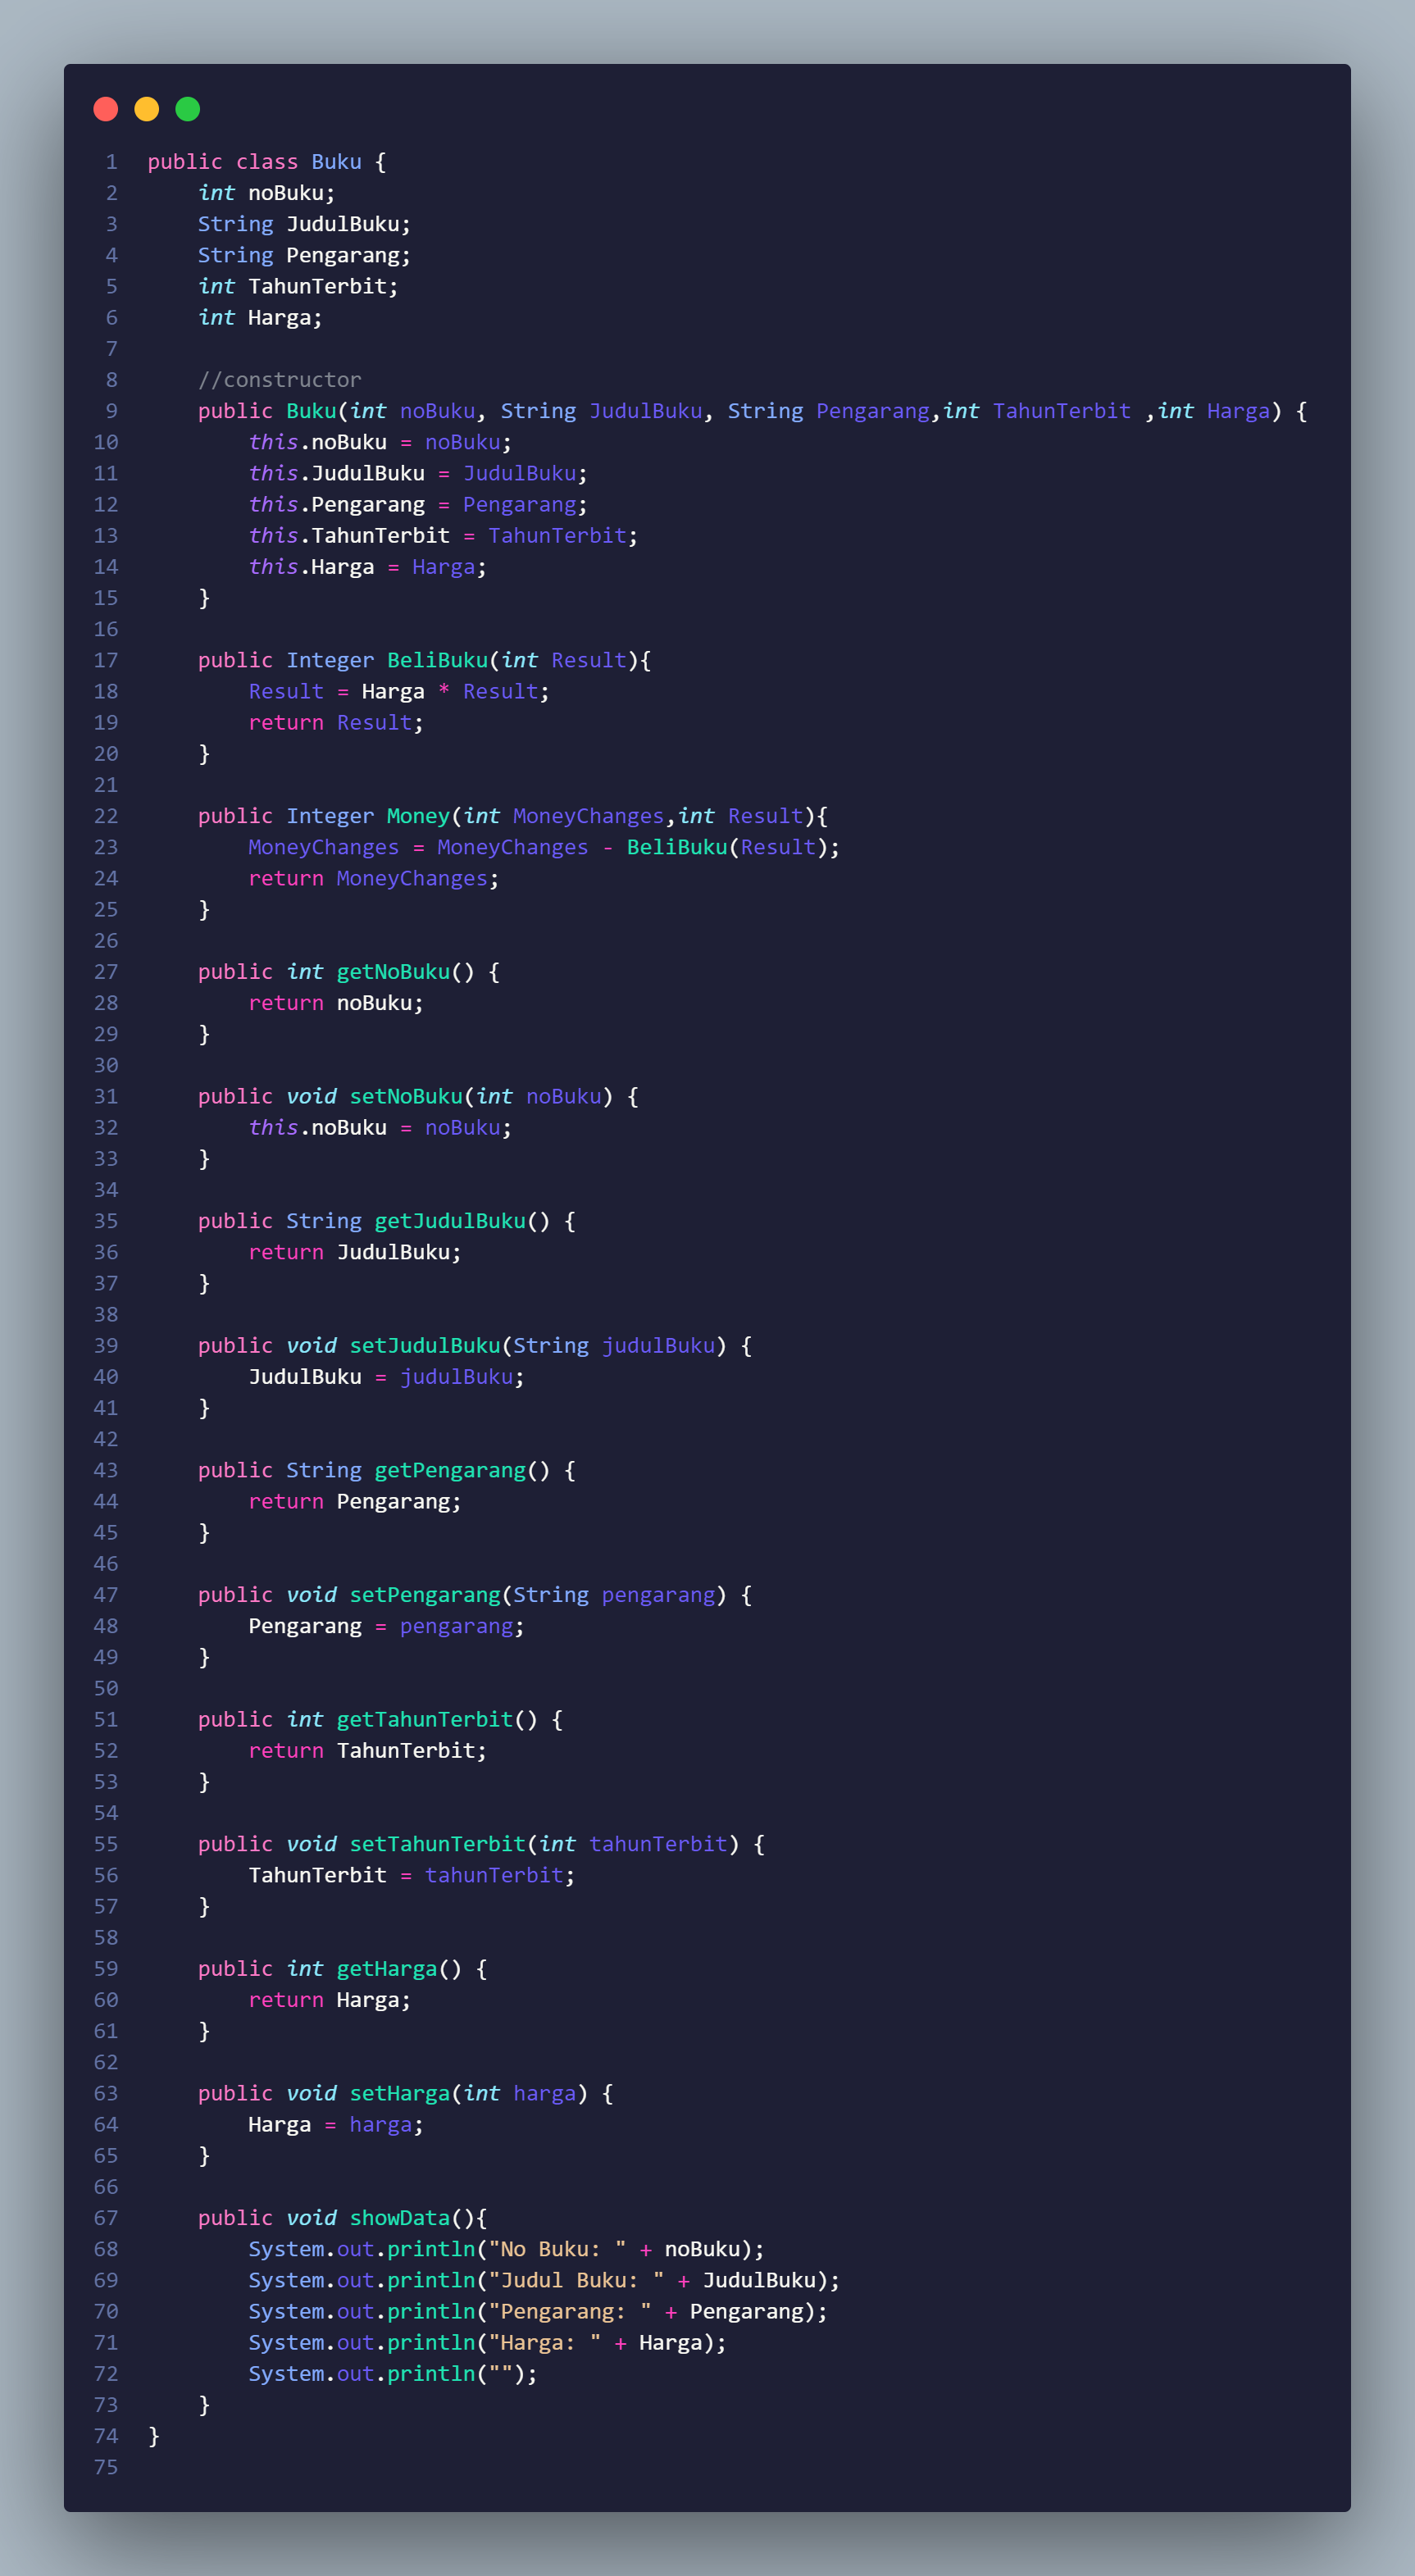 1 public class Buku {
2 int noBuku;
3 String JudulBuku;
4 String Pengarang;
5 int TahunTerbit;
6 int Harga;
7
8 //constructor
9 public Buku(int noBuku, String JudulBuku, String Pengarang,int TahunTerbit ,int Harga) {
10 this.noBuku = noBuku;
11 this.JudulBuku = JudulBuku;
12 this.Pengarang = Pengarang;
13 this.TahunTerbit = TahunTerbit;
14 this.Harga = Harga;
15 }
16
17 public Integer BeliBuku(int Result){
18 Result = Harga * Result;
19 return Result;
20 }
21
22 public Integer Money(int MoneyChanges,int Result){
23 MoneyChanges = MoneyChanges - BeliBuku(Result);
24 return MoneyChanges;
25 }
26
27 public int getNoBuku() {
28 return noBuku;
29 }
30
31 public void setNoBuku(int noBuku) {
32 this.noBuku = noBuku;
33 }
34
35 public String getJudulBuku() {
36 return JudulBuku;
37 }
38
39 public void setJudulBuku(String judulBuku) {
40 JudulBuku = judulBuku;
41 }
42
43 public String getPengarang() {
44 return Pengarang;
45 }
46
47 public void setPengarang(String pengarang) {
48 Pengarang = pengarang;
49 }
50
51 public int getTahunTerbit() {
52 return TahunTerbit;
53 }
54
55 public void setTahunTerbit(int tahunTerbit) {
56 TahunTerbit = tahunTerbit;
57 }
58
59 public int getHarga() {
60 return Harga;
61 }
62
63 public void setHarga(int harga) {
64 Harga = harga;
65 }
66
67 public void showData(){
68 System.out.println("No Buku: " + noBuku);
69 System.out.println("Judul Buku: " + JudulBuku);
70 System.out.println("Pengarang: " + Pengarang);
71 System.out.println("Harga: " + Harga);
72 System.out.println("");
73 }
74 }
75